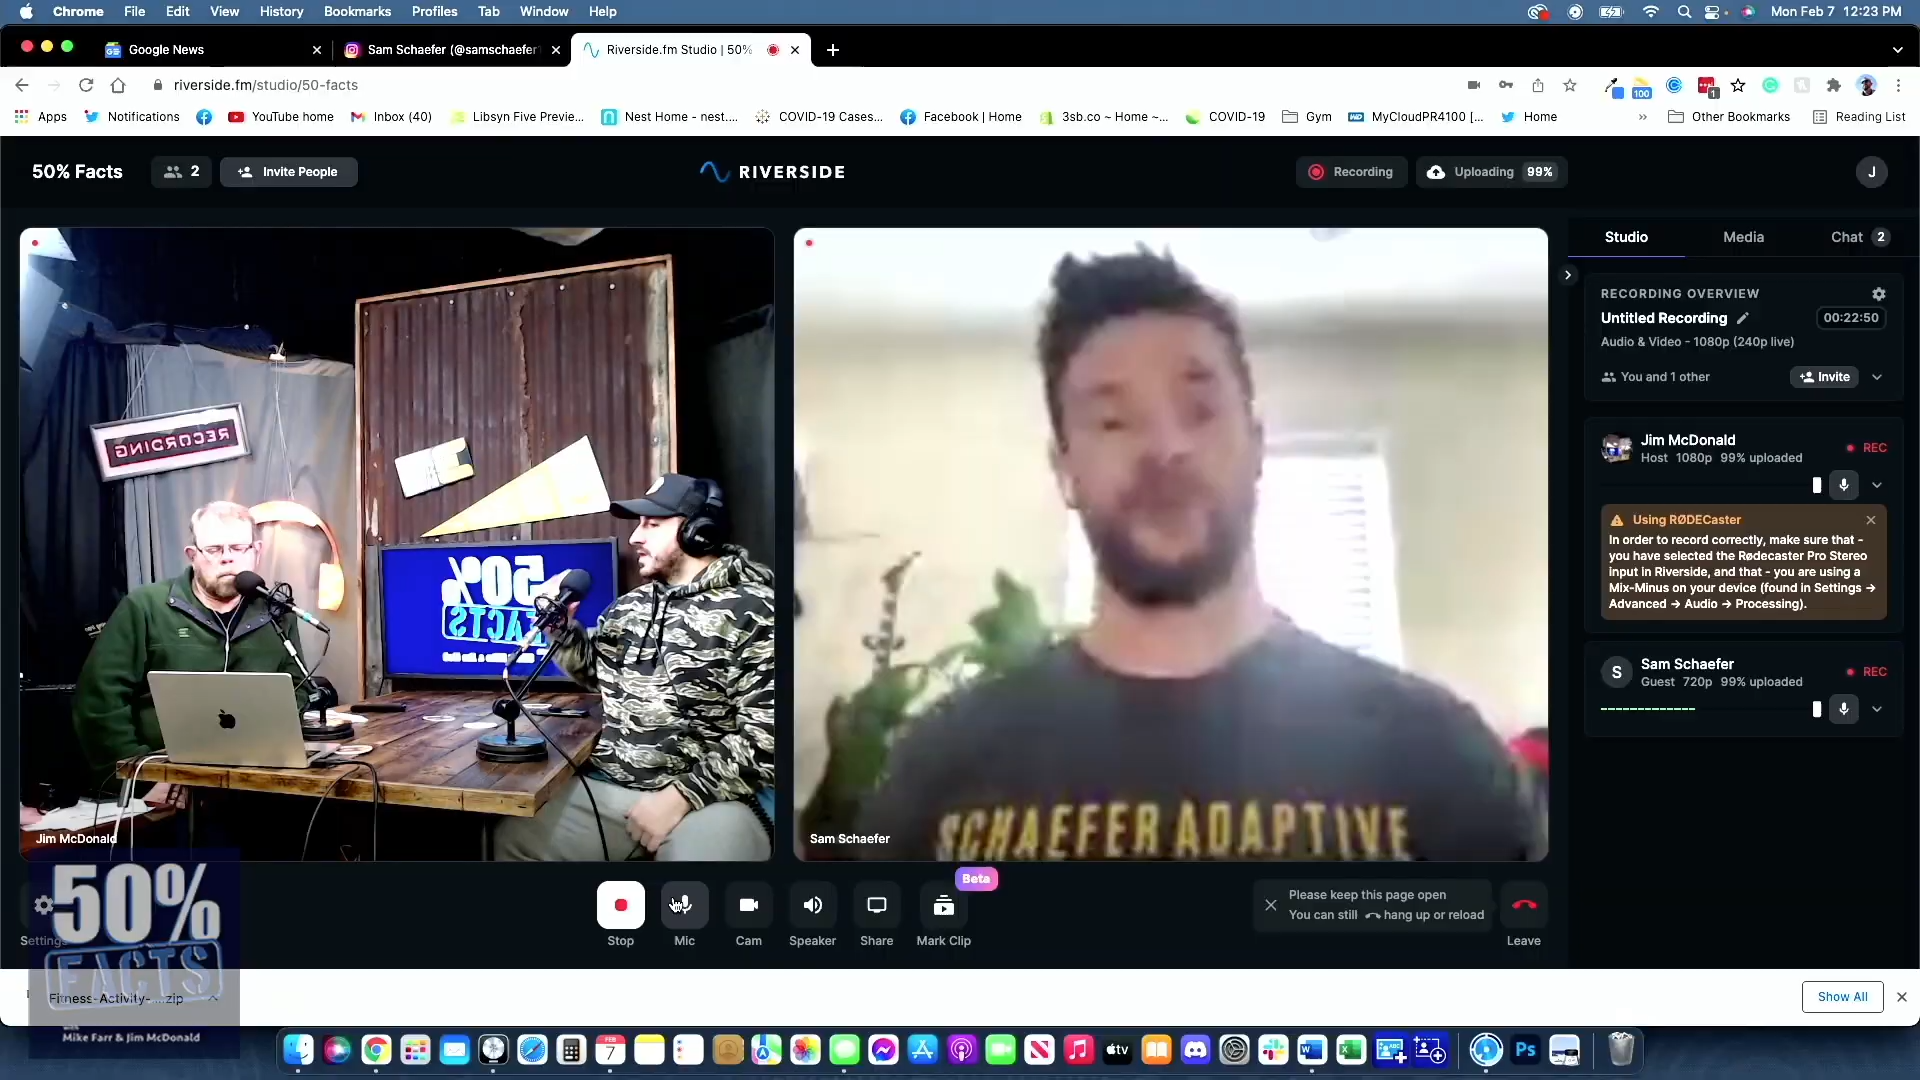 Chrome File Edit View History Bookmarks Profiles Tab Window Help
Mon Feb 7 12:23 PM
Google News
Sam Schaefer (@samschaefer
Riverside.fm Studio | 50%
riverside.fm/studio/50-facts
100
1
Apps
Notifications
YouTube home
Inbox (40)
Libsyn Five Previe...
Nest Home - nest....
COVID-19 Cases...
Facebook | Home
3sb.co ~ Home ~...
COVID-19
Gym
MyCloudPR4100 [...
Home
Other Bookmarks
Reading List
50% Facts
2
Invite People
RIVERSIDE
Recording
Uploading 99%
J
RECORDING
50%
FACTS
Jim McDonald
SCHAEFER ADAPTIVE
Sam Schaefer
Studio
Media
Chat 2
RECORDING OVERVIEW
Untitled Recording
00:22:50
Audio & Video - 1080p (240p live)
You and 1 other
Invite
Jim McDonald
Host 1080p 99% uploaded
REC
Using RØDECaster
In order to record correctly, make sure that -
you have selected the Rødecaster Pro Stereo
input in Riverside, and that - you are using a
Mix-Minus on your device (found in Settings →
Advanced → Audio → Processing).
S
Sam Schaefer
Guest 720p 99% uploaded
REC
Beta
Settings
Stop
Mic
Cam
Speaker
Share
Mark Clip
Please keep this page open
You can still hang up or reload
Leave
50%
FACTS
Fitness-Activity-....zip
with
Mike Farr & Jim McDonald
Show All
FEB
7
tv
Ps